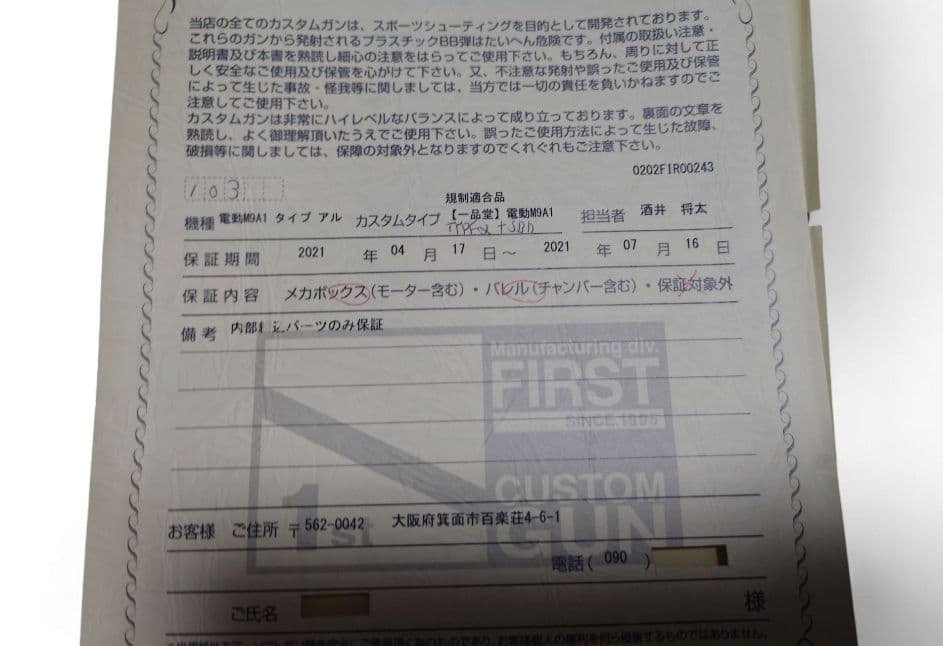 当店の全てのカスタムガンは、スポーツシューティングを目的として開発されております。
これらのガンから発射されるプラスチックBB弾はたいへん危険です。付属の取扱い注意・
説明書及び本書を熟読し細心の注意をはらってご使用下さい。もちろん、周りに対して正
しく安全なご使用及び保管を心がけて下さい。又、不注意な発射や誤ったご使用及び保管
によって生じた事故・怪我等に関しましては、当方では一切の責任を負いかねますのでご
注意してご使用下さい。
カスタムガンは非常にハイレベルなバランスによって成り立っております。裏面の文章を
熟読し、よく御理解頂いたうえでご使用下さい。誤ったご使用方法によって生じた故障、
破損等に関しましては、保障の対象外となりますのでくれぐれもご注意下さい。
0202FIR00243
103
規制適合品
機種 電動M9A1 タイプ アル カスタムタイプ 【一品堂】電動M9A1 担当者 酒井 将太
+SBD
保証期間 2021 年 04 月 17 日～ 2021 年 07 月 16 日
保証内容 メカボックス(モーター含む)・バレル(チャンバー含む)・保証対象外
備考 内部 パーツのみ保証
Manufacturing div.
FIRST
SINCE.1995
CUSTOM
GUN
1st
お客様 ご住所 〒562-0042 大阪府箕面市百楽荘4-6-1
電話( 090 )
ご氏名 様